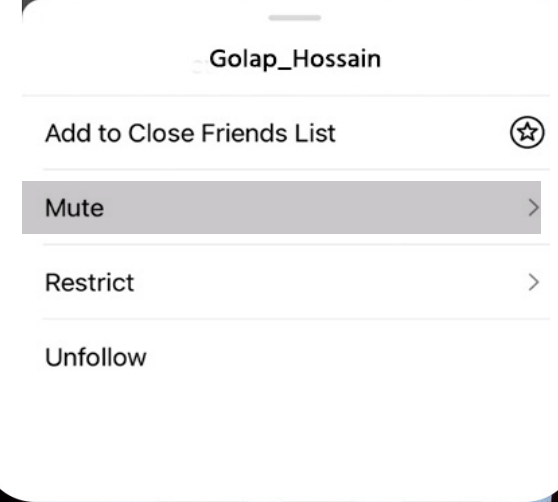 Golap_Hossain
Add to Close Friends List
Mute
Restrict
Unfollow